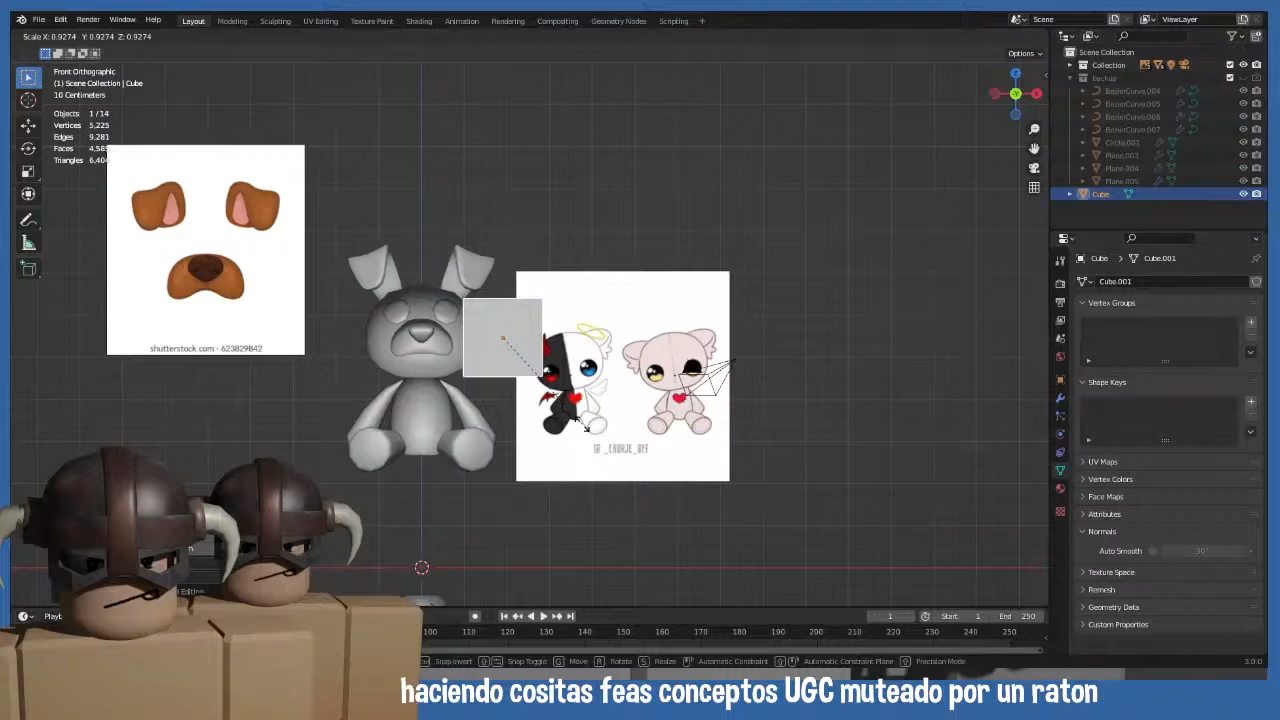 File Edit Render Window Help Layout Modeling Sculpting UV Editing Texture Paint Shading Animation Rendering Compositing Geometry Nodes Scripting + Scene ViewLayer
Scale X: 0.9274 Y: 0.9274 Z: 0.9274
Options
Front Orthographic
(1) Scene Collection | Cube
10 Centimeters
Objects 1/14
Vertices 5,225
Edges 9,281
Faces
Triangles
shutterstock.com · 623829842
Scene Collection
Collection
backup
BezierCurve.004
BezierCurve.005
BezierCurve.006
BezierCurve.007
Circle.001
Plane.003
Plane.004
Plane.005
Cube
Cube Cube.001
Cube.001
Vertex Groups
Shape Keys
UV Maps
Vertex Colors
Face Maps
Attributes
Normals
Auto Smooth 30°
Texture Space
Remesh
Geometry Data
Custom Properties
1 Start 1 End 250
100 110 120 130 140 150 160 170 180 190 200 210 220 230 240 250
Snap Invert Snap Toggle G Move R Rotate S Resize Automatic Constraint Automatic Constraint Plane Precision Mode 3.0.0
haciendo cositas feas conceptos UGC muteado por un raton